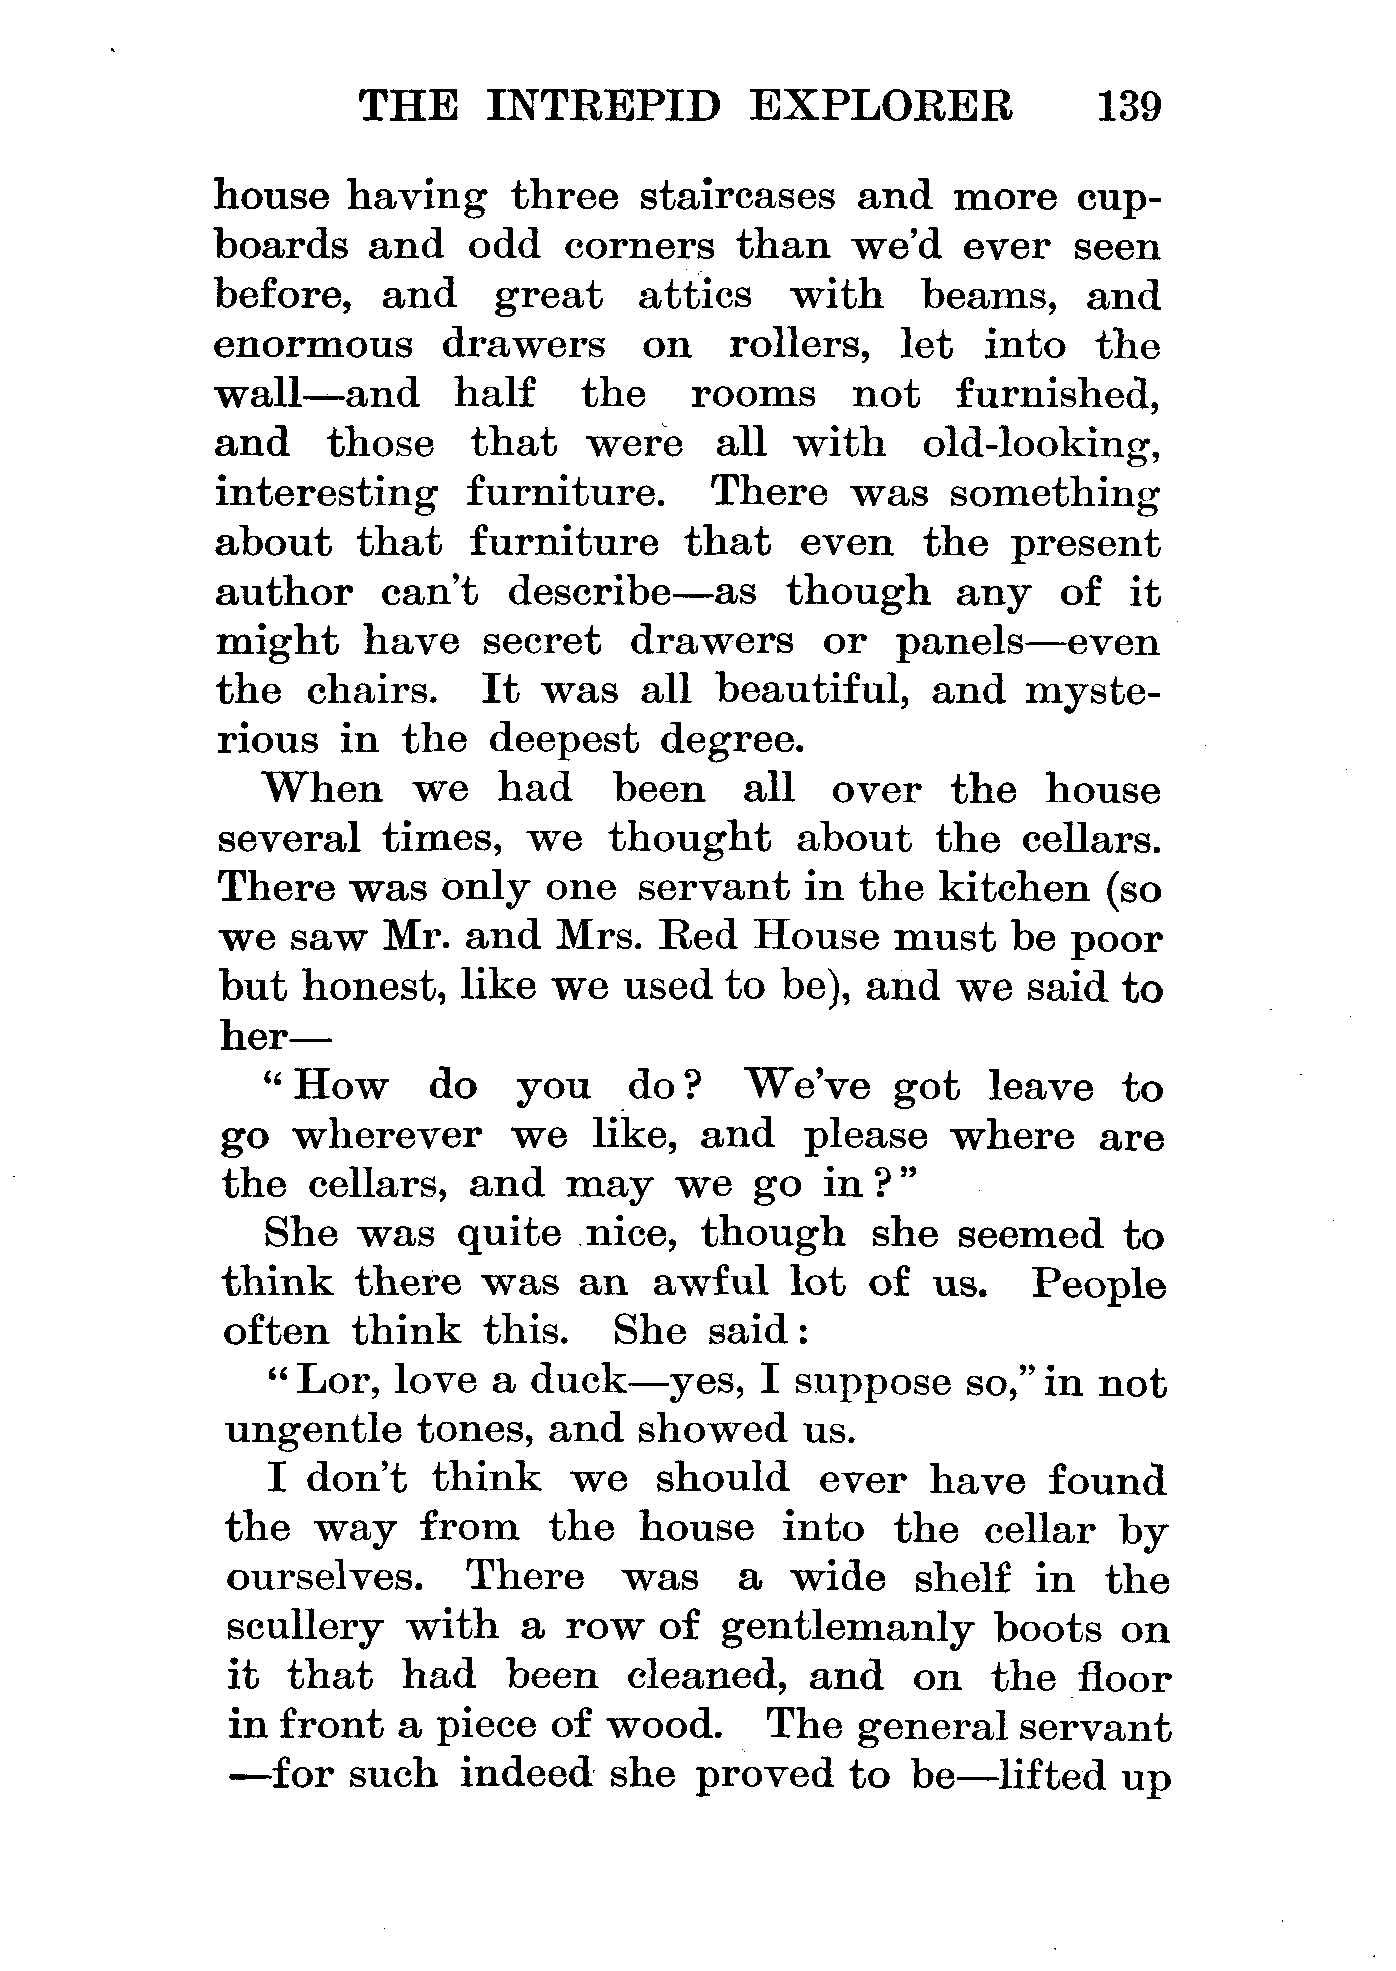 THE INTREPID EXPLORER 139
house having three staircases and more cup-
boards and odd corners than we'd ever seen
before, and great attics with beams, and
enormous drawers on rollers, let into the
wall—and half the rooms not furnished,
and those that were all with old-looking,
interesting furniture. There was something
about that furniture that even the present
author can't describe—as though any of it
might have secret drawers or panels—even
the chairs. It was all beautiful, and myste-
rious in the deepest degree.
When we had been all over the house
several times, we thought about the cellars.
There was only one servant in the kitchen (so
we saw Mr. and Mrs. Red House must be poor
but honest, like we used to be), and we said to
her—
"How do you do? We've got leave to
go wherever we like, and please where are
the cellars, and may we go in?"
She was quite nice, though she seemed to
think there was an awful lot of us. People
often think this. She said:
"Lor, love a duck—yes, I suppose so," in not
ungentle tones, and showed us.
I don't think we should ever have found
the way from the house into the cellar by
ourselves. There was a wide shelf in the
scullery with a row of gentlemanly boots on
it that had been cleaned, and on the floor
in front a piece of wood. The general servant
—for such indeed she proved to be—lifted up